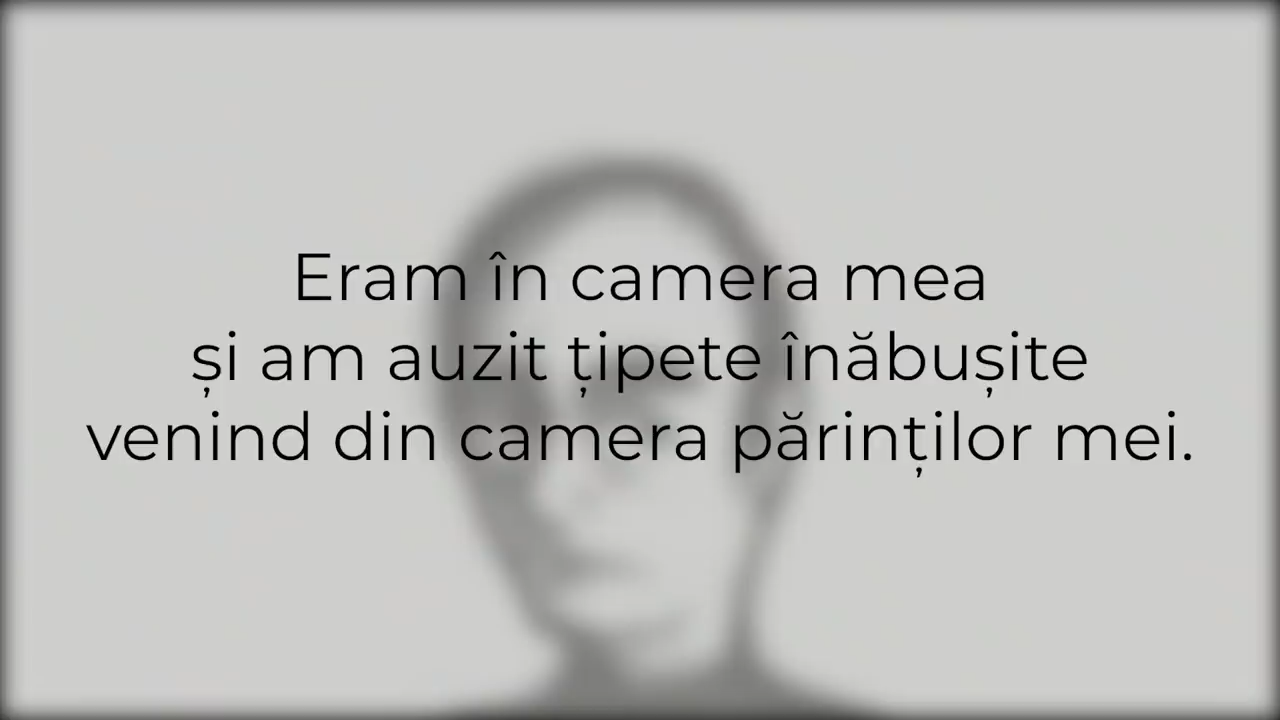 Eram în camera mea
și am auzit țipete înăbușite
venind din camera părinților mei.